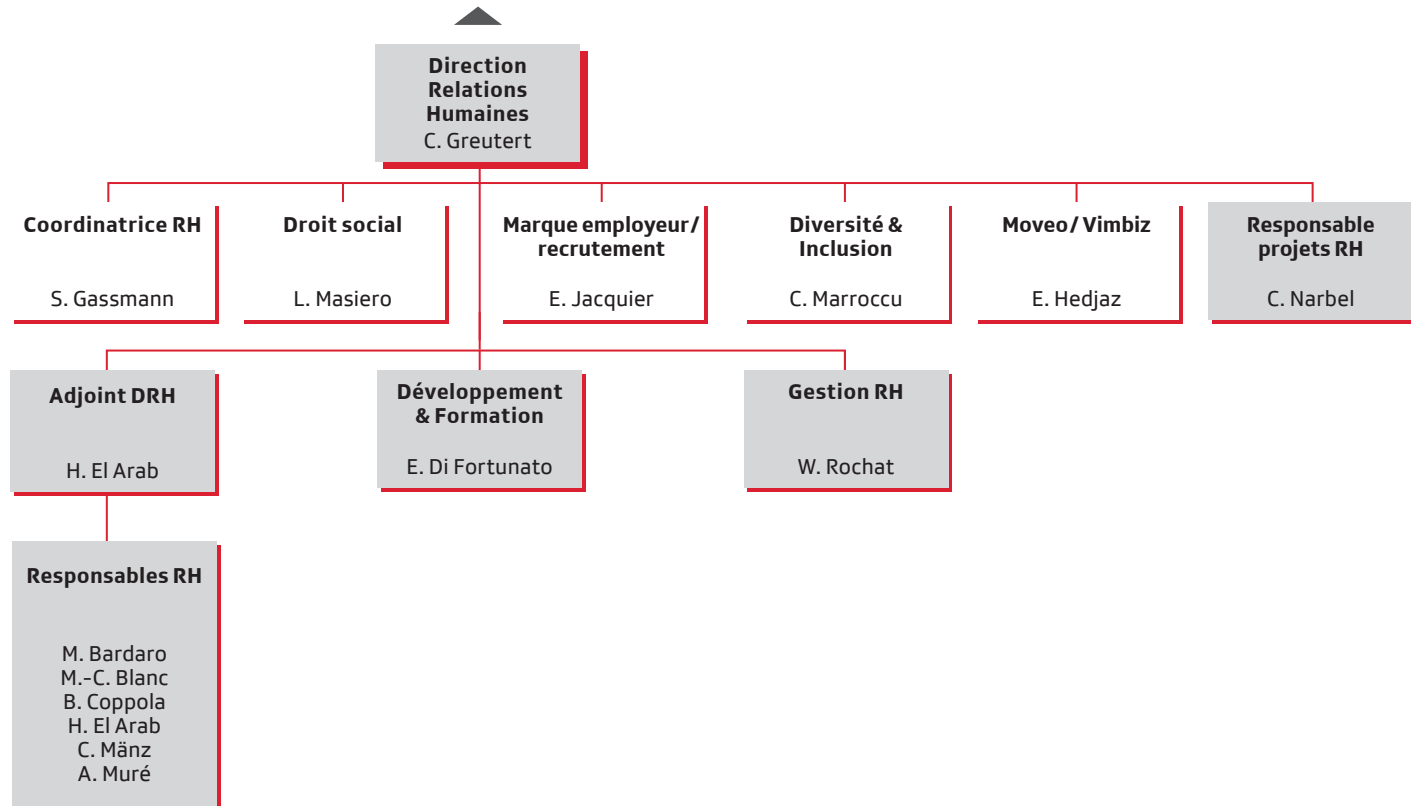 Direction
Relations
Humaines
C. Greutert
Coordinatrice RH
S. Gassmann
Droit social
L. Masiero
Marque employeur/
recrutement
E. Jacquier
Diversité &
Inclusion
C. Marroccu
Moveo/ Vimbiz
E. Hedjaz
Responsable
projets RH
C. Narbel
Adjoint DRH
H. El Arab
Développement
& Formation
E. Di Fortunato
Gestion RH
W. Rochat
Responsables RH
M. Bardaro
M.-C. Blanc
B. Coppola
H. El Arab
C. Mänz
A. Muré